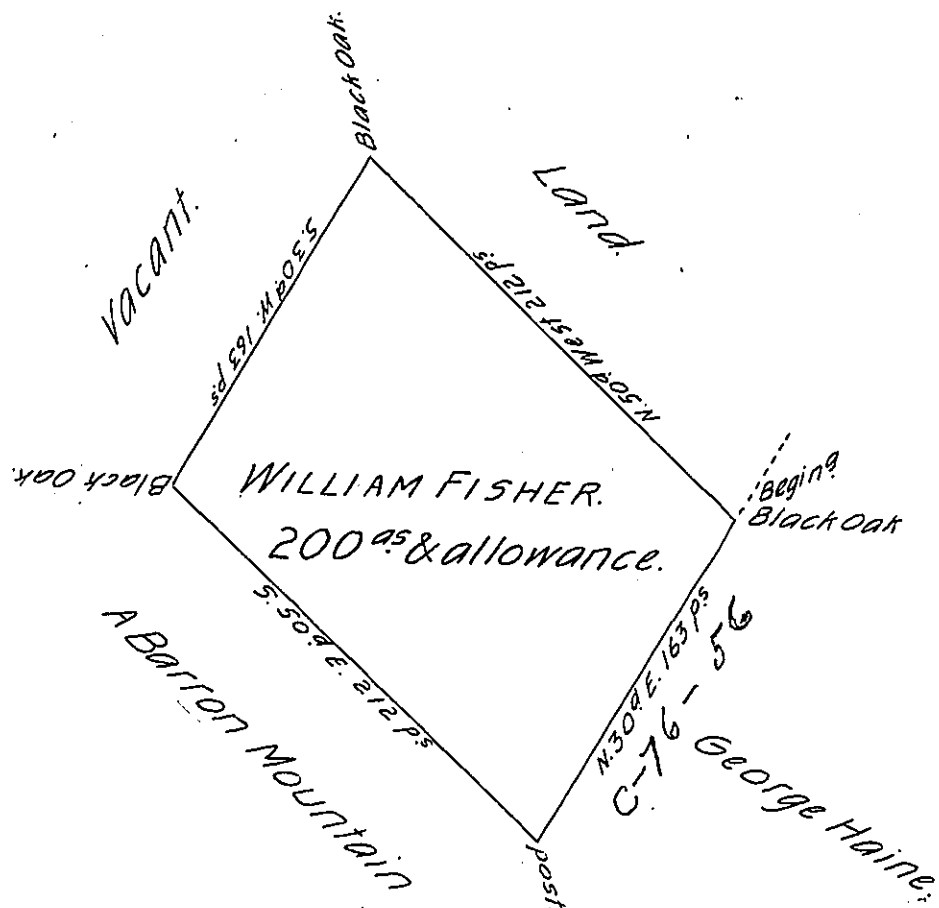 Black Oak.
Land.
Vacant.
S. 30d W. 163 ps
N. 50d West 212 ps
Black Oak.
WILLIAM FISHER.
200 as & allowance.
Begin g
Black Oak
S. 50d E. 212 ps
N. 30d E. 163 ps
C-76-56
A Barron Mountain
George Haine.
post